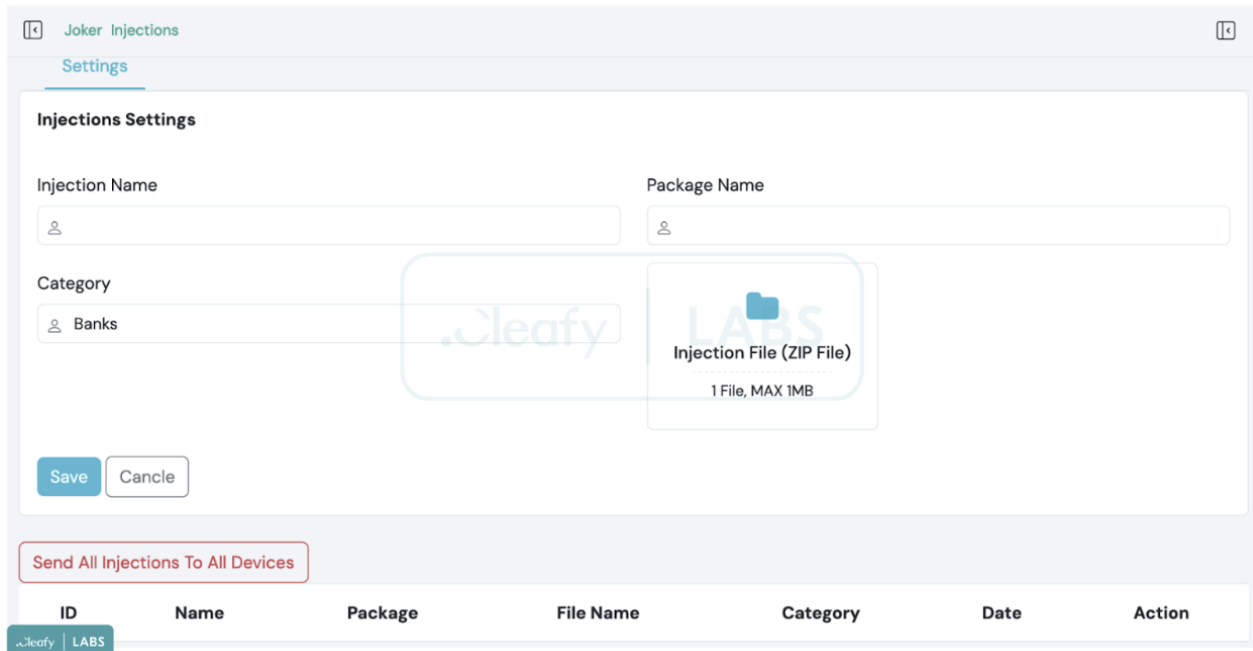 Joker Injections
Settings
Injections Settings
Injection Name
Package Name
Category
Banks
.Cleafy | LABS
Injection File (ZIP File)
1 File, MAX 1MB
Save
Cancle
Send All Injections To All Devices
ID Name Package File Name Category Date Action
.Cleafy | LABS